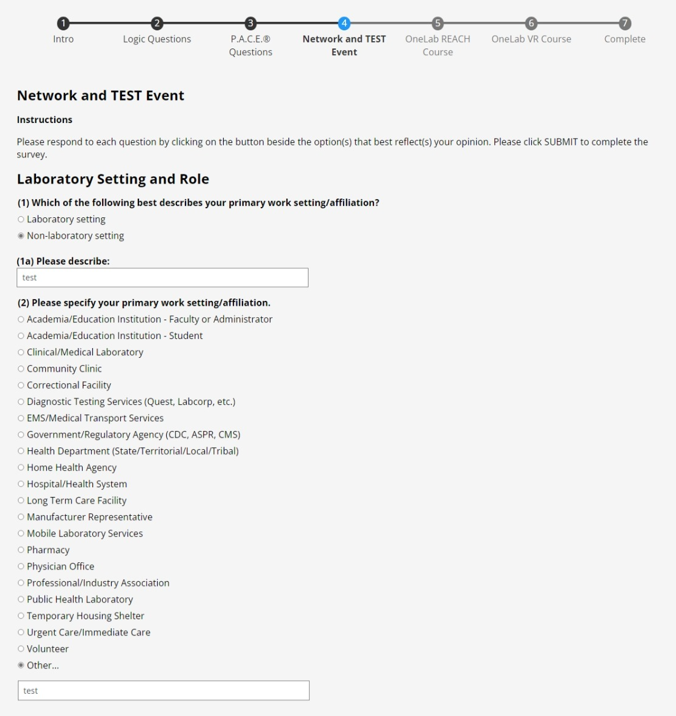 1 2 3 4 5 6 7
Intro Logic Questions P.A.C.E.® Network and TEST OneLab REACH OneLab VR Course Complete
Questions Event Course
Network and TEST Event
Instructions
Please respond to each question by clicking on the button beside the option(s) that best reflect(s) your opinion. Please click SUBMIT to complete the
survey.
Laboratory Setting and Role
(1) Which of the following best describes your primary work setting/affiliation?
Laboratory setting
Non-laboratory setting
(1a) Please describe:
test
(2) Please specify your primary work setting/affiliation.
Academia/Education Institution - Faculty or Administrator
Academia/Education Institution - Student
Clinical/Medical Laboratory
Community Clinic
Correctional Facility
Diagnostic Testing Services (Quest, Labcorp, etc.)
EMS/Medical Transport Services
Government/Regulatory Agency (CDC, ASPR, CMS)
Health Department (State/Territorial/Local/Tribal)
Home Health Agency
Hospital/Health System
Long Term Care Facility
Manufacturer Representative
Mobile Laboratory Services
Pharmacy
Physician Office
Professional/Industry Association
Public Health Laboratory
Temporary Housing Shelter
Urgent Care/Immediate Care
Volunteer
Other...
test